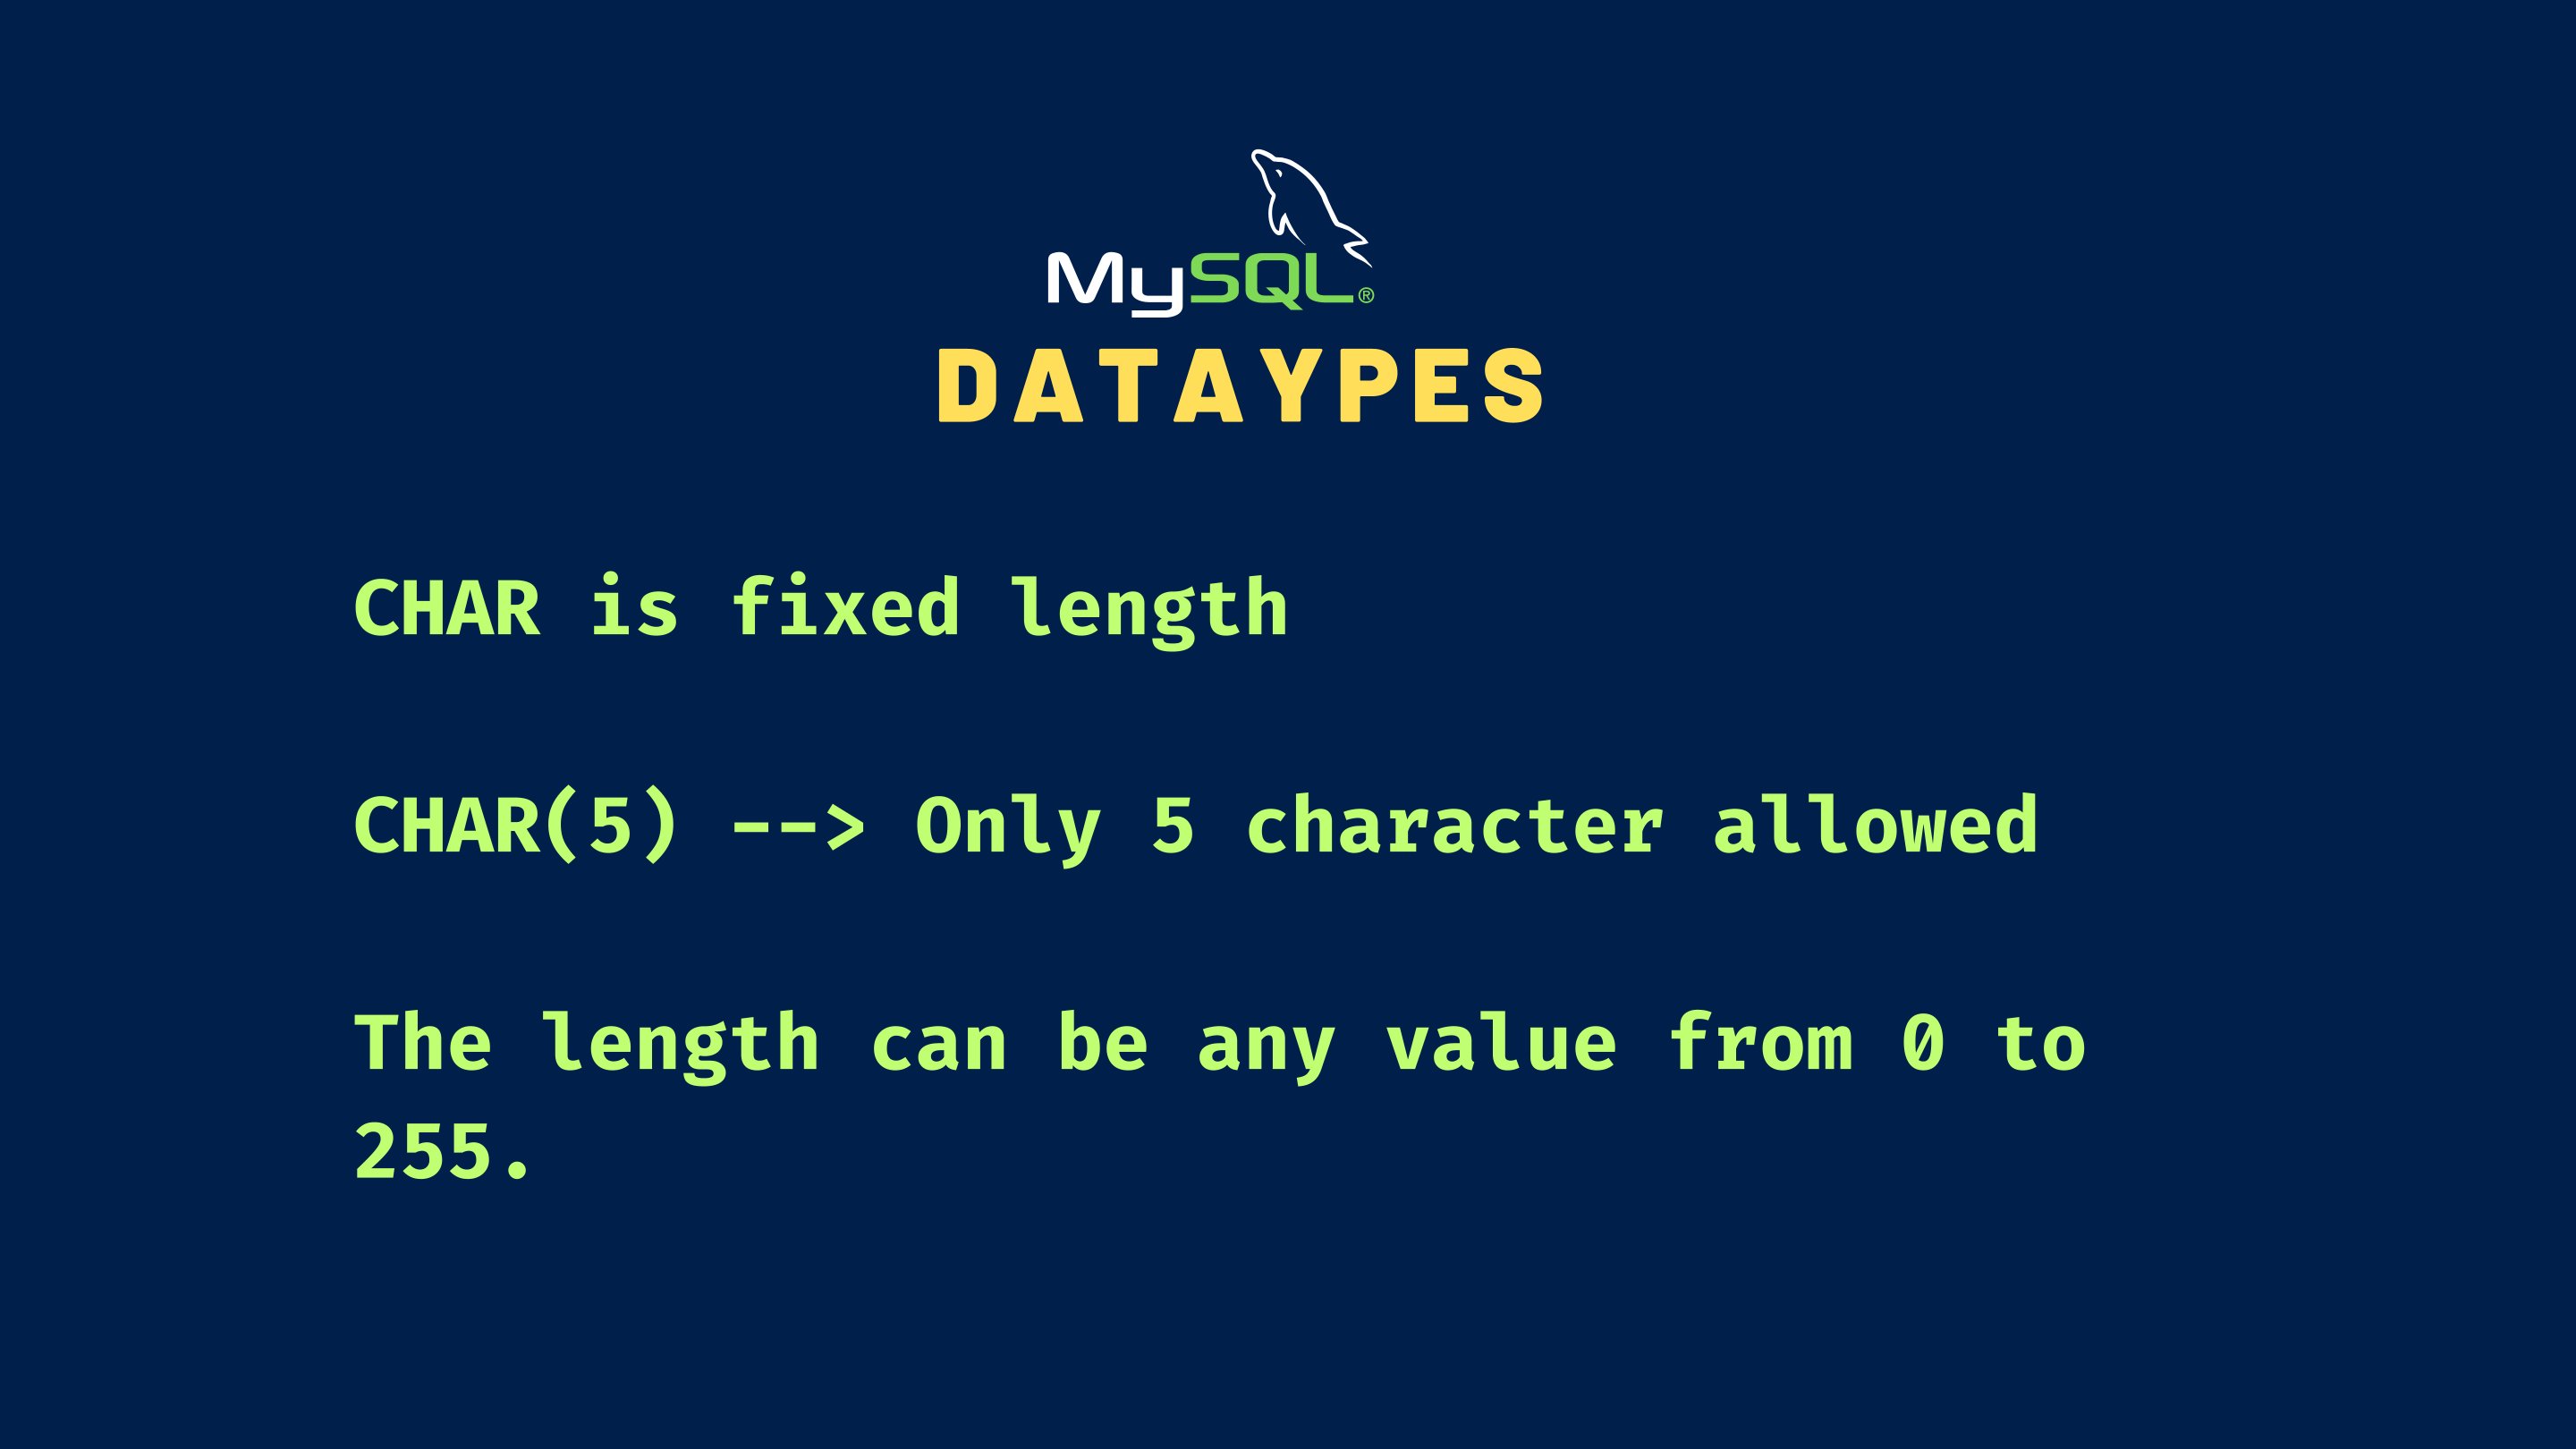 MySQL®
DATAYPES
CHAR is fixed length
CHAR(5) --> Only 5 character allowed
The length can be any value from 0 to
255.